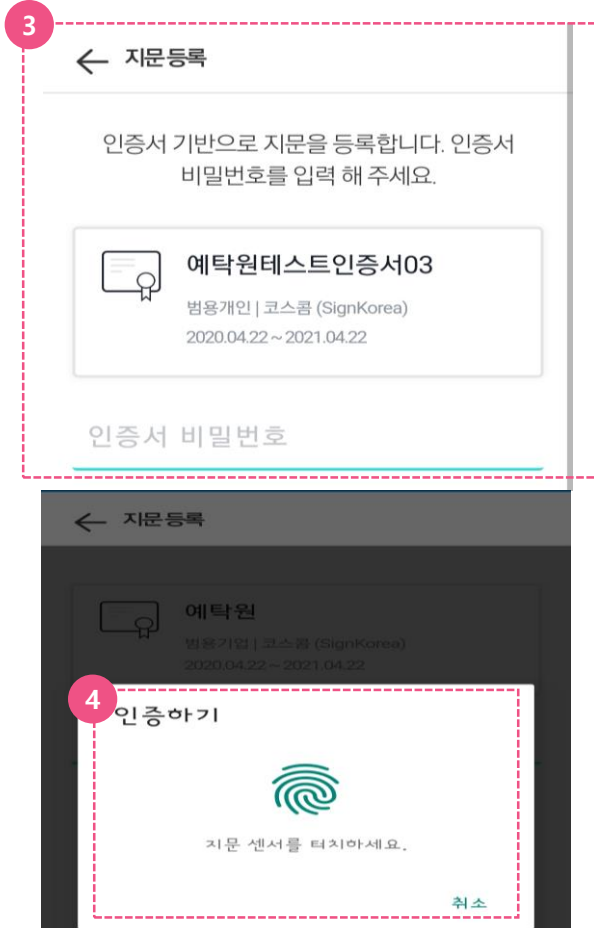 3
지문등록
인증서 기반으로 지문을 등록합니다. 인증서
비밀번호를 입력 해 주세요.
예탁원테스트인증서03
범용개인 | 코스콤 (SignKorea)
2020.04.22 ~ 2021.04.22
인증서 비밀번호
지문등록
예탁원
범용기업 | 코스콤 (SignKorea)
2020.04.22 ~ 2021.04.22
4
인증하기
지문 센서를 터치하세요.
취소